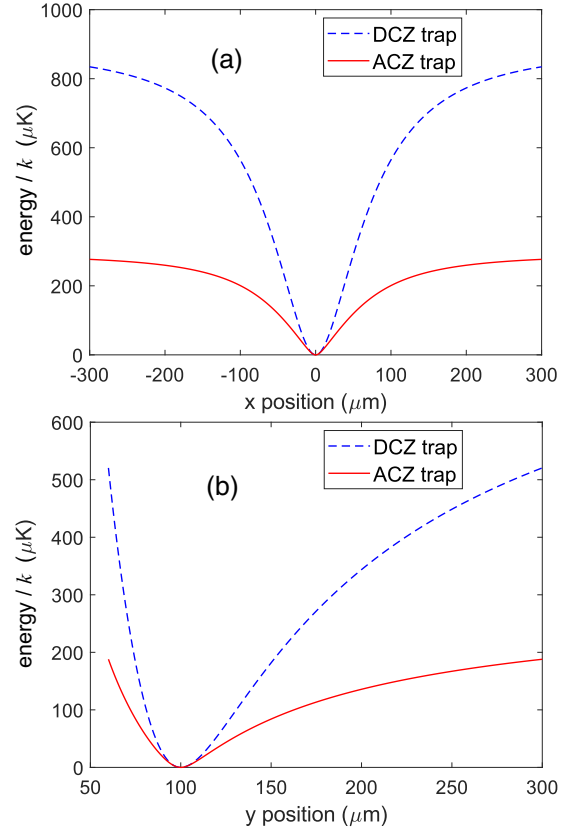 1000
800
600
400
200
0
energy / k (μK)
(a)
DCZ trap
ACZ trap
-300
-200
-100
0
100
200
300
x position (μm)
600
500
400
300
200
100
0
energy / k (μK)
(b)
DCZ trap
ACZ trap
50
100
150
200
250
300
y position (μm)